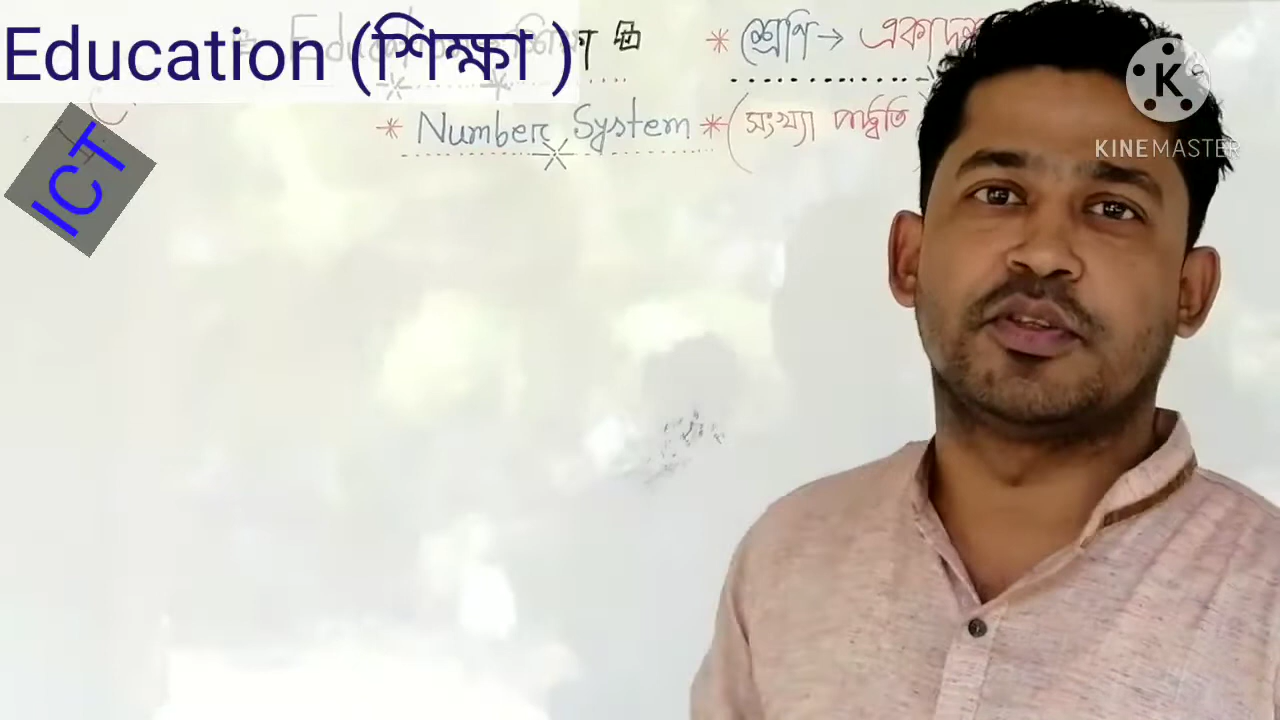 Education (শিক্ষা )
* শ্রেণি → একাদশ
* Number System * (সংখ্যা পদ্ধতি
ICT
K
KINEMASTER